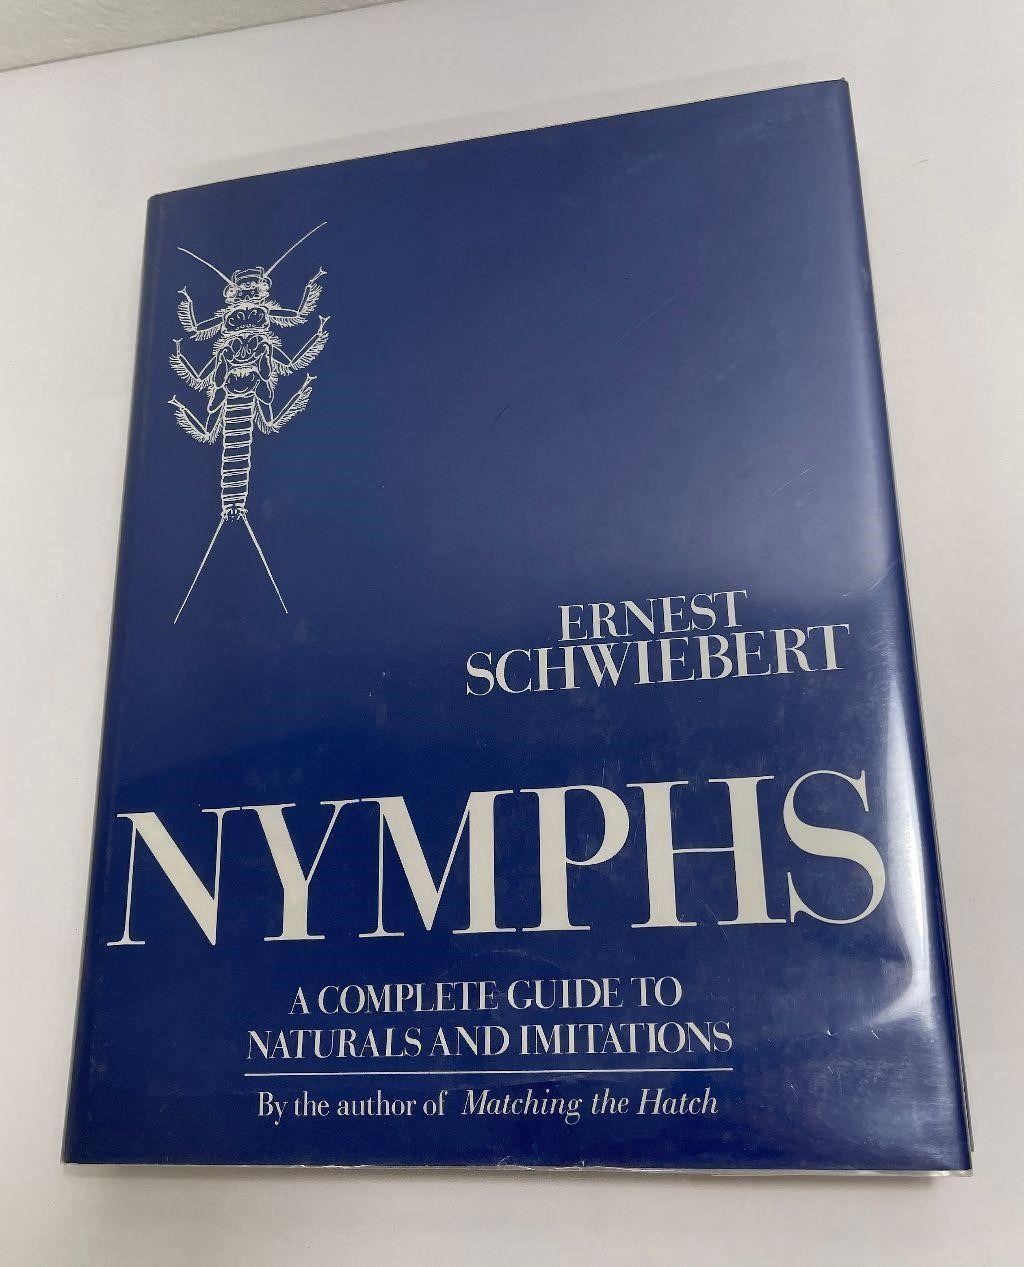 ERNEST
SCHWIEBERT
NYMPHS
A COMPLETE GUIDE TO
NATURALS AND IMITATIONS
By the author of Matching the Hatch